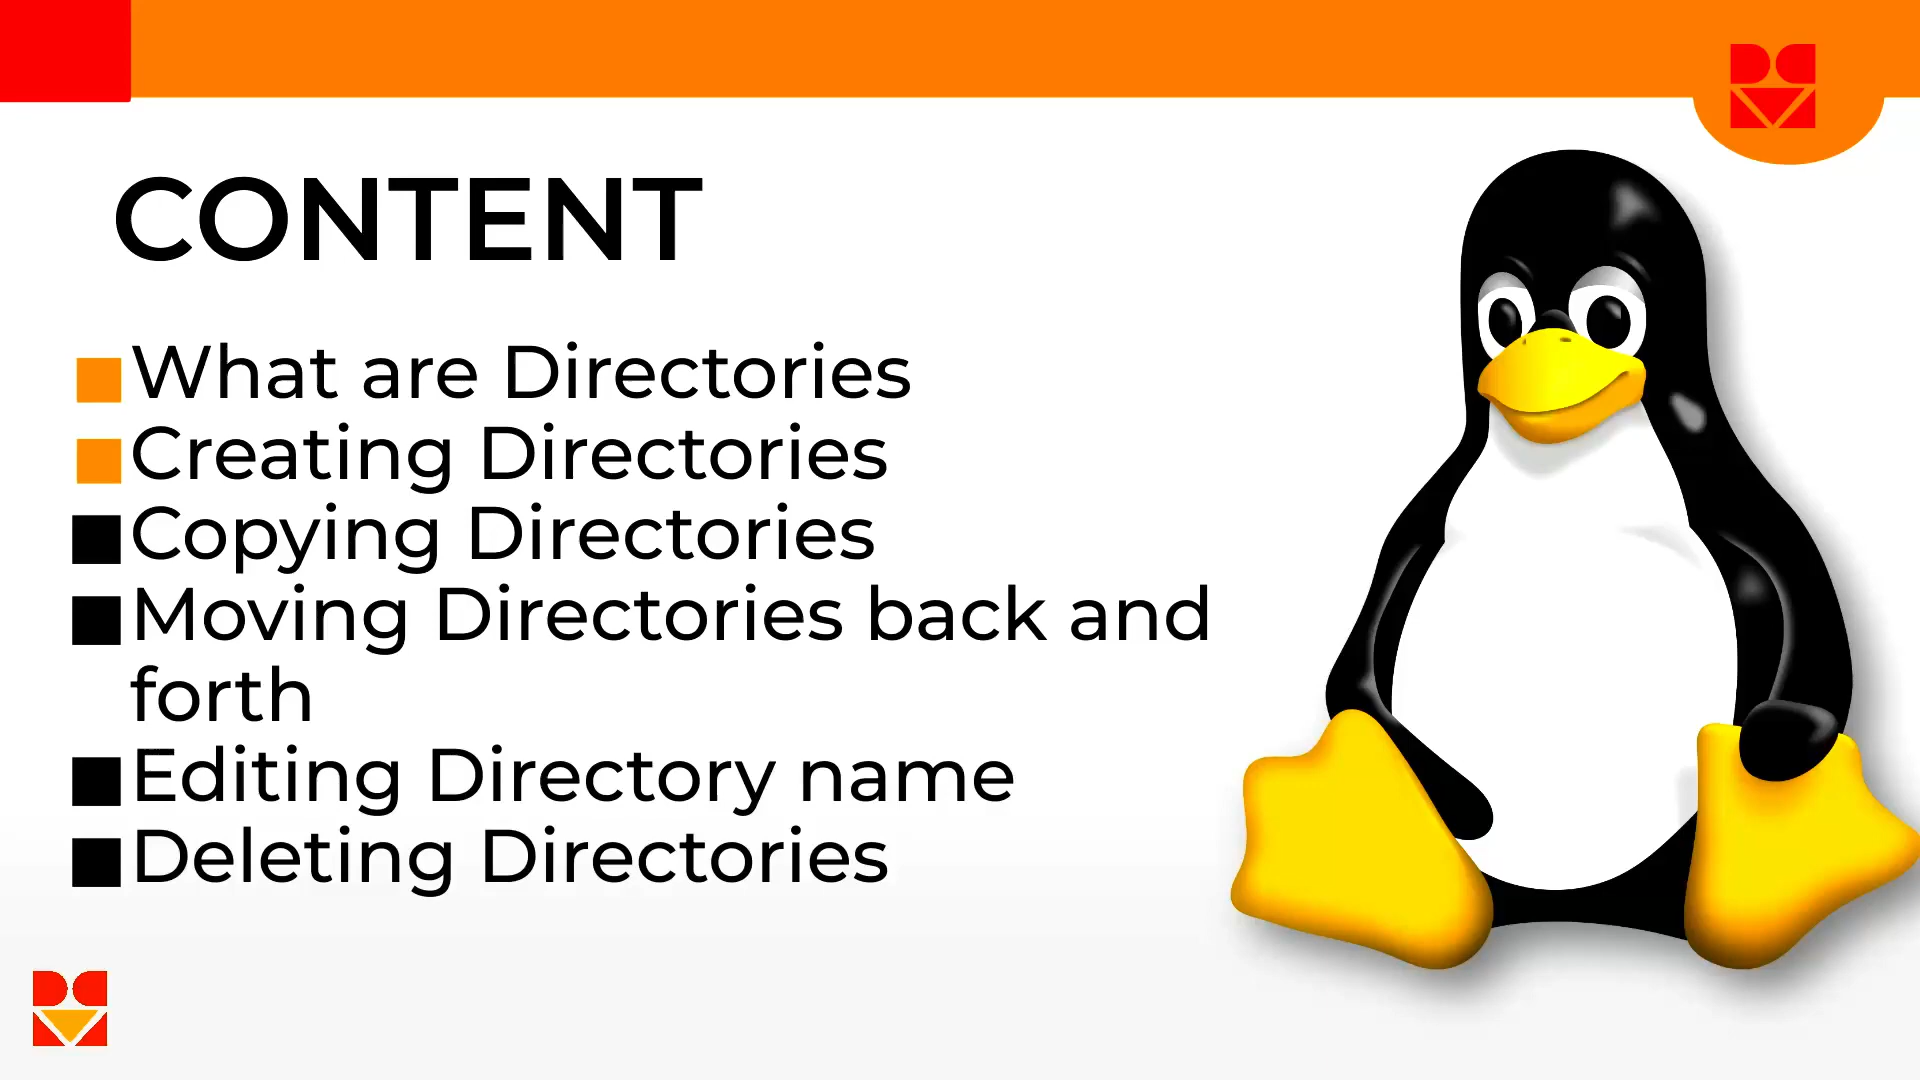 CONTENT
What are Directories
Creating Directories
Copying Directories
Moving Directories back and
forth
Editing Directory name
Deleting Directories